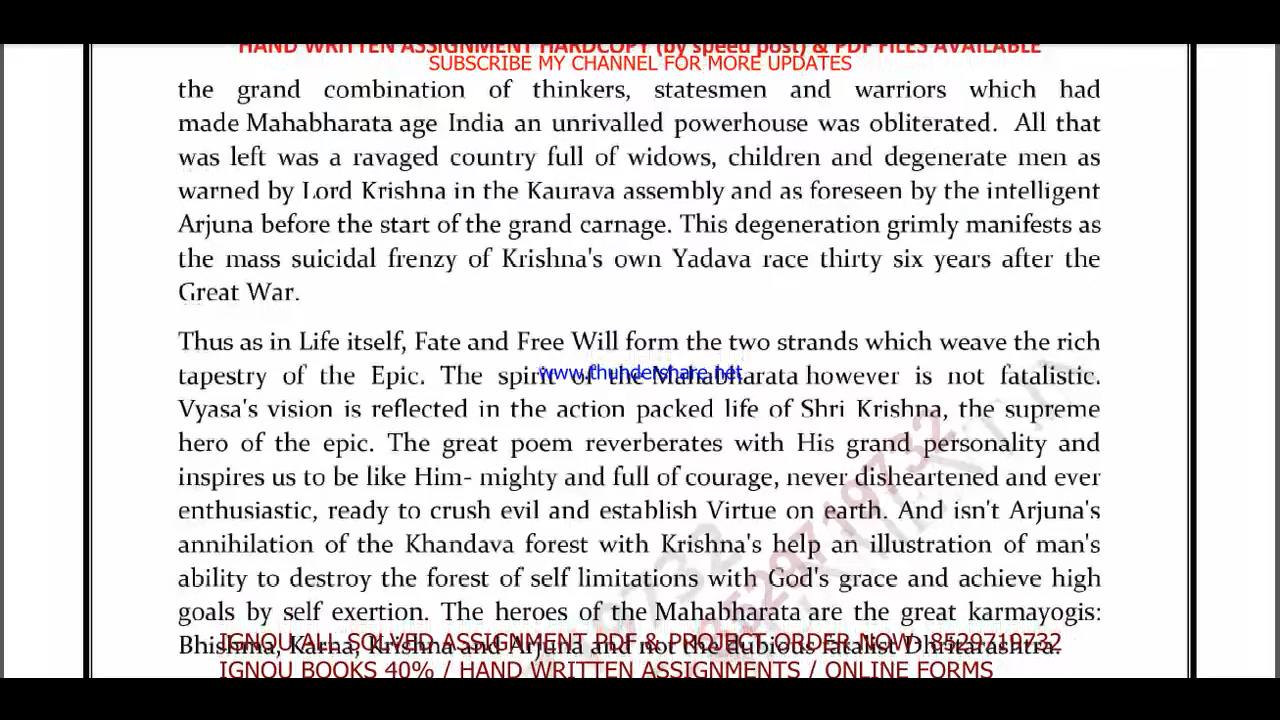 HAND WRITTEN ASSIGNMENT HARDCOPY (by speed post) & PDF FILES AVAILABLE
SUBSCRIBE MY CHANNEL FOR MORE UPDATES
the grand combination of thinkers, statesmen and warriors which had
made Mahabharata age India an unrivalled powerhouse was obliterated. All that
was left was a ravaged country full of widows, children and degenerate men as
warned by Lord Krishna in the Kaurava assembly and as foreseen by the intelligent
Arjuna before the start of the grand carnage. This degeneration grimly manifests as
the mass suicidal frenzy of Krishna's own Yadava race thirty six years after the
Great War.
Thus as in Life itself, Fate and Free Will form the two strands which weave the rich
tapestry of the Epic. The spirit of the Mahabharata however is not fatalistic.
www.thundershare.net
Vyasa's vision is reflected in the action packed life of Shri Krishna, the supreme
hero of the epic. The great poem reverberates with His grand personality and
inspires us to be like Him- mighty and full of courage, never disheartened and ever
enthusiastic, ready to crush evil and establish Virtue on earth. And isn't Arjuna's
annihilation of the Khandava forest with Krishna's help an illustration of man's
ability to destroy the forest of self limitations with God's grace and achieve high
goals by self exertion. The heroes of the Mahabharata are the great karmayogis:
Bhishma, Karna, Krishna and Arjuna and not the dubious fatalist Dhritarashtra.
IGNOU ALL SOLVED ASSIGNMENT PDF & PROJECT ORDER NOW: 8529719732
IGNOU BOOKS 40% / HAND WRITTEN ASSIGNMENTS / ONLINE FORMS
8529719732